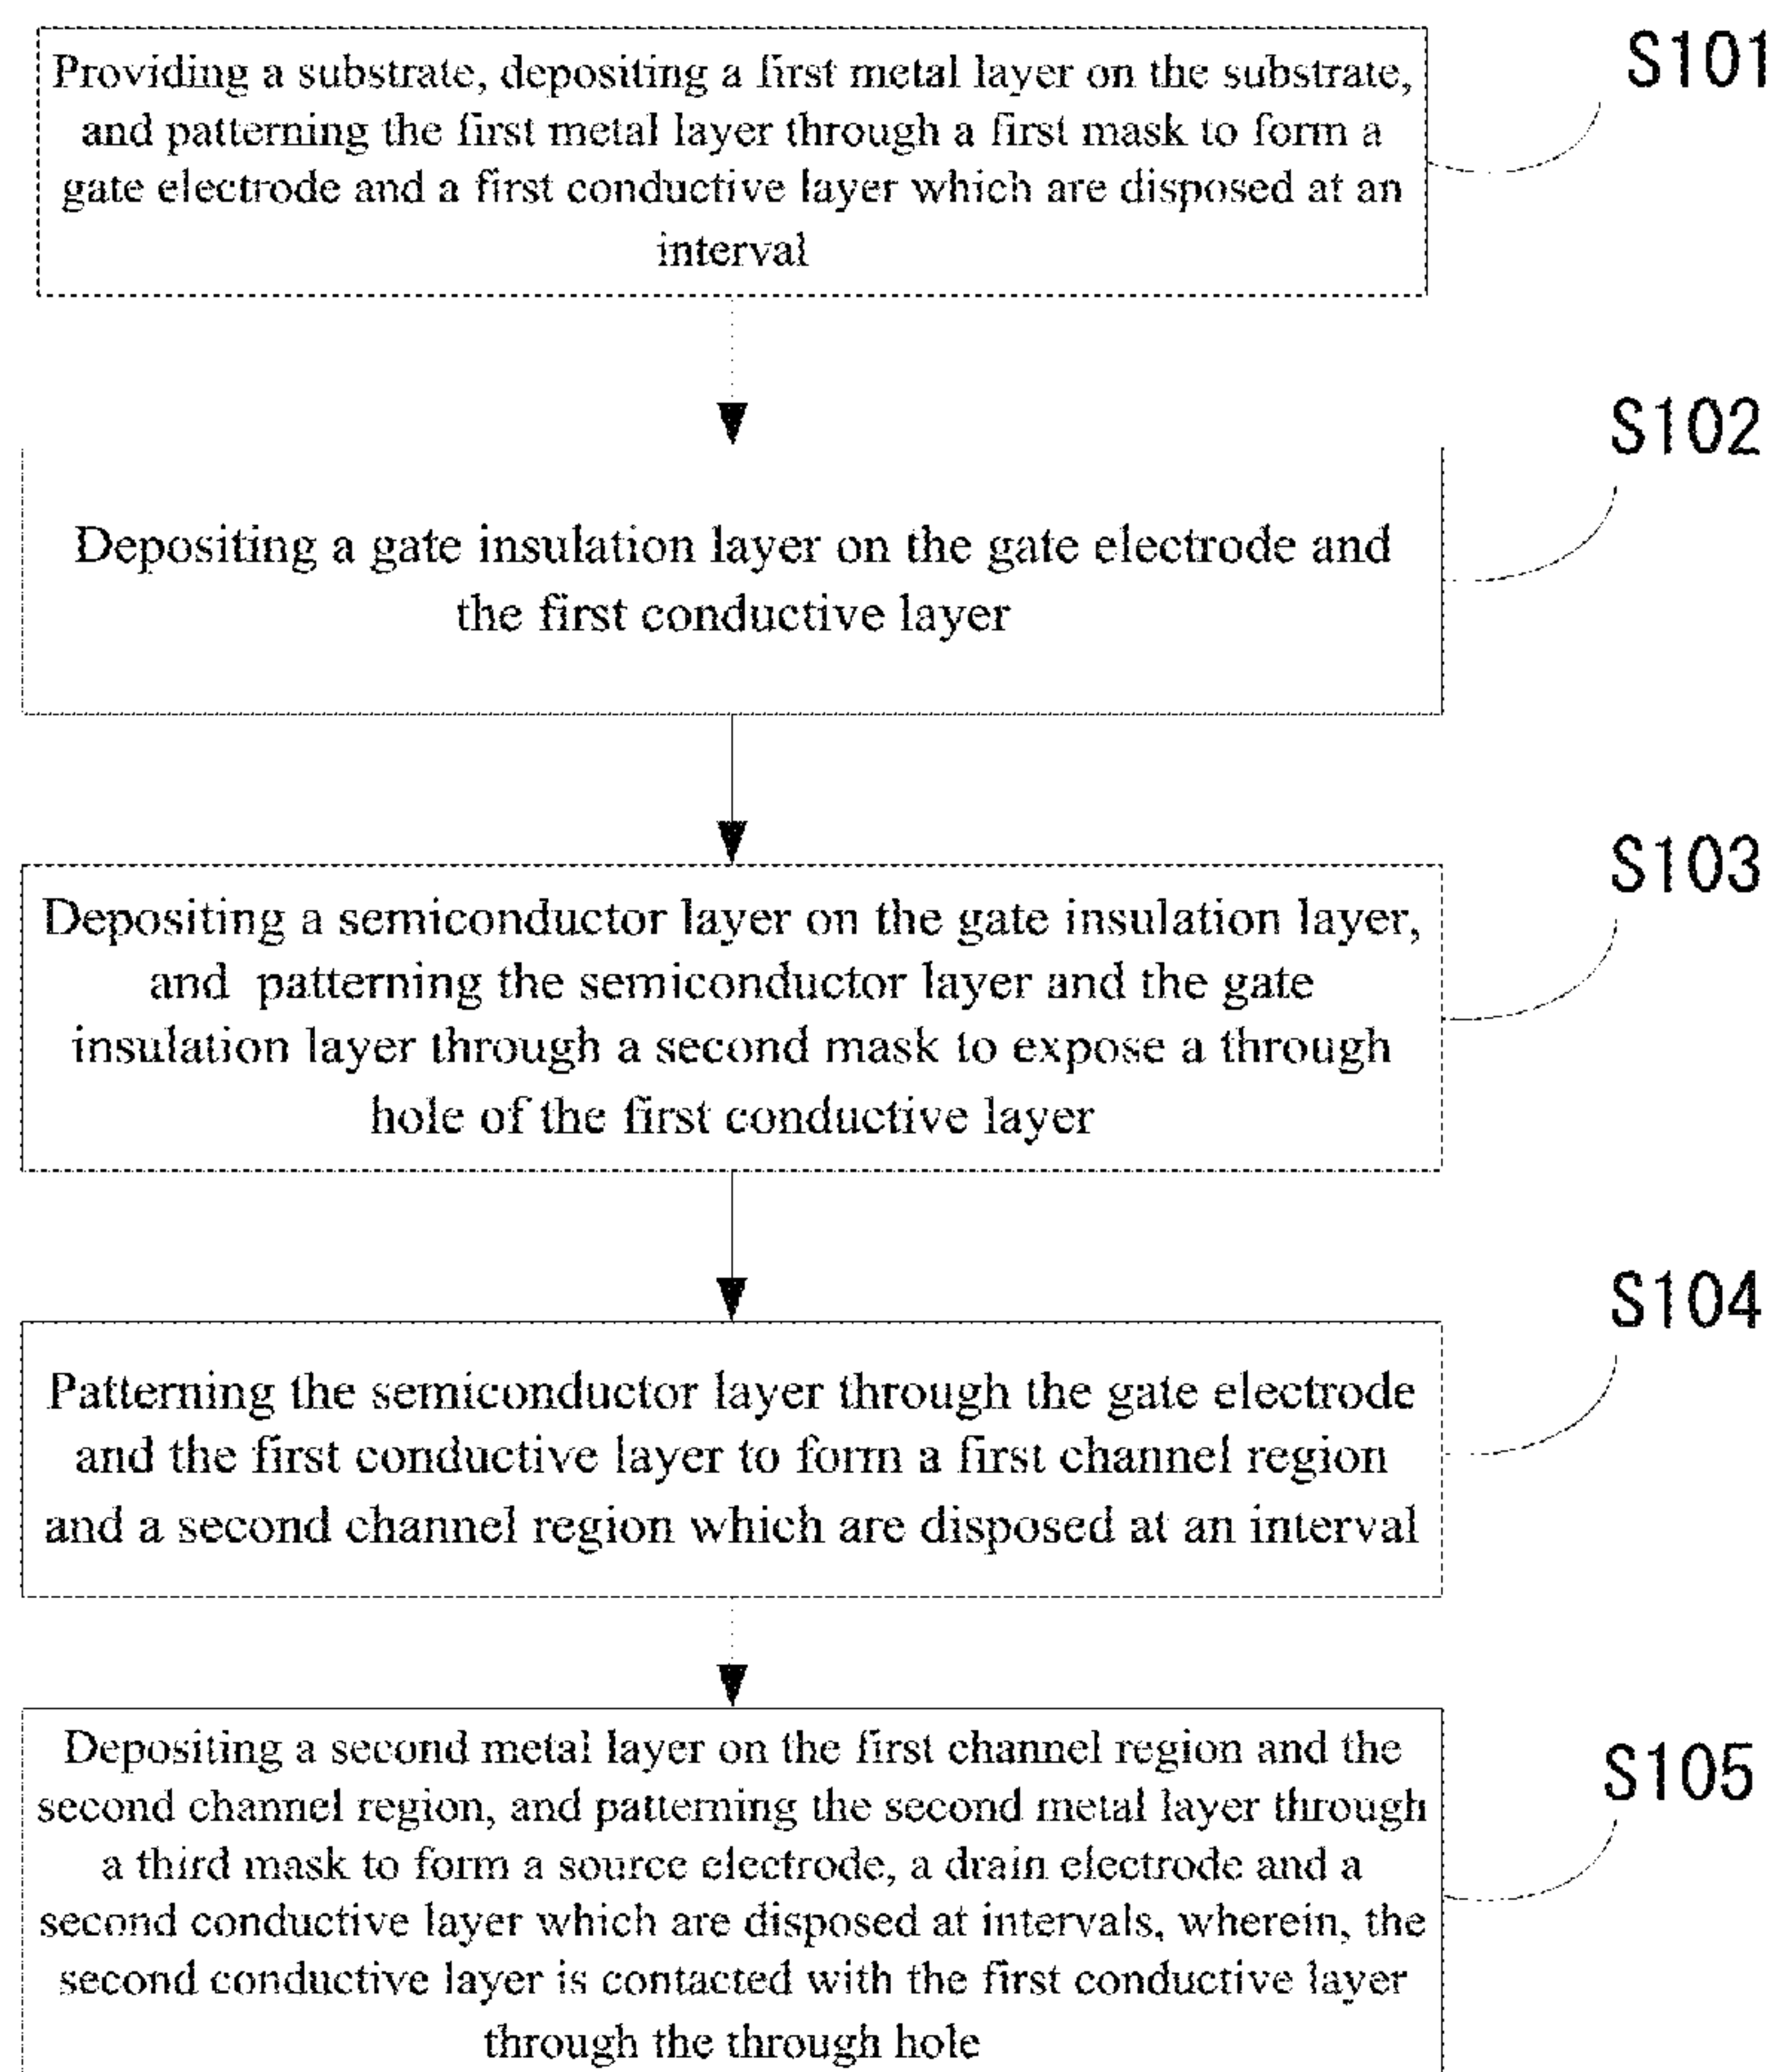 Providing a substrate, depositing a first metal layer on the substrate,
and patterning the first metal layer through a first mask to form a
gate electrode and a first conductive layer which are disposed at an
interval
S101
Depositing a gate insulation layer on the gate electrode and
the first conductive layer
S102
Depositing a semiconductor layer on the gate insulation layer,
and patterning the semiconductor layer and the gate
insulation layer through a second mask to expose a through
hole of the first conductive layer
S103
Patterning the semiconductor layer through the gate electrode
and the first conductive layer to form a first channel region
and a second channel region which are disposed at an interval
S104
Depositing a second metal layer on the first channel region and the
second channel region, and patterning the second metal layer through
a third mask to form a source electrode, a drain electrode and a
second conductive layer which are disposed at intervals, wherein, the
second conductive layer is contacted with the first conductive layer
through the through hole
S105